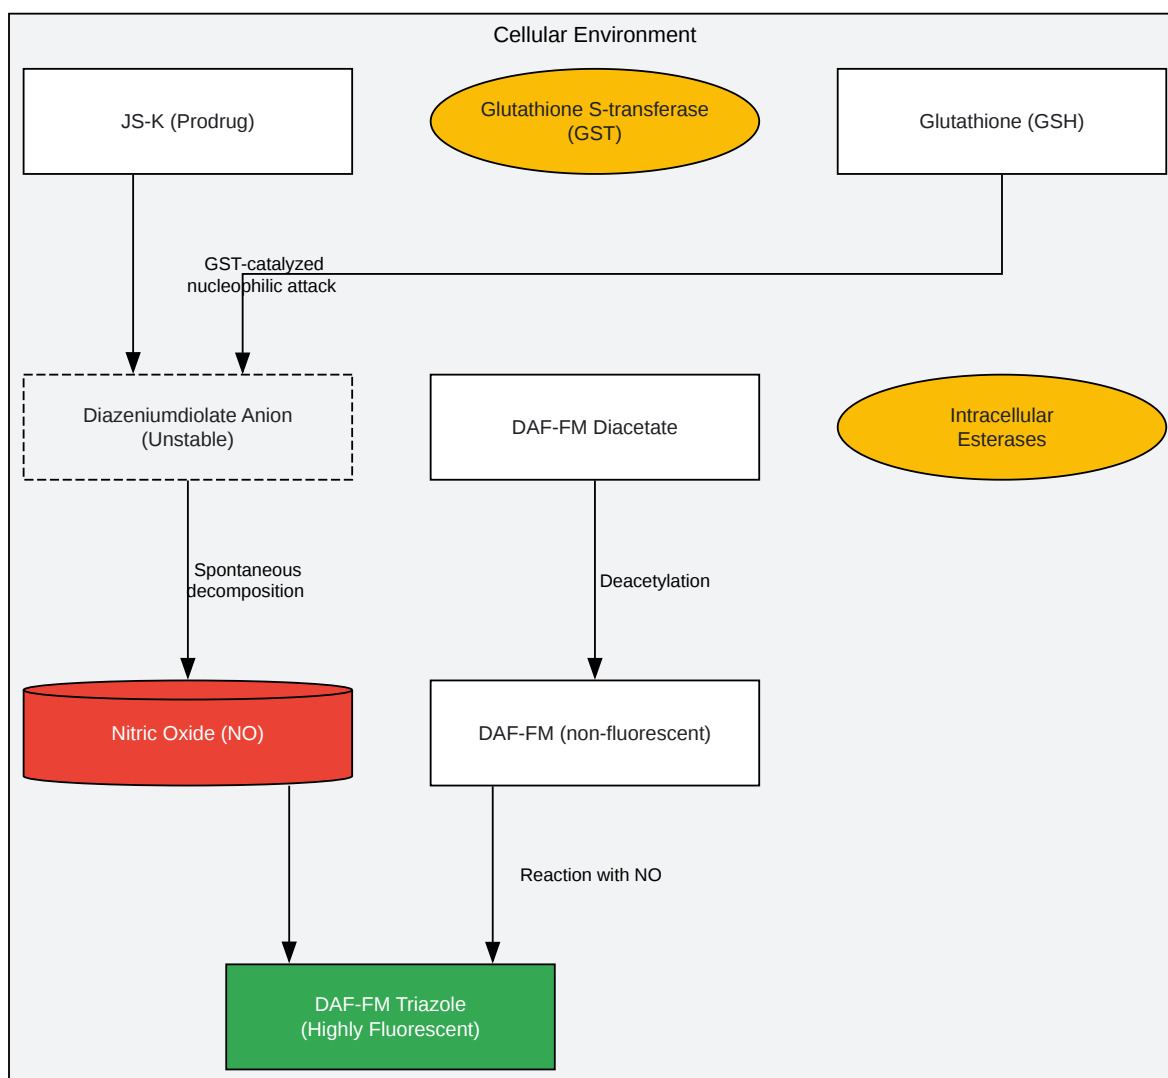 Cellular Environment
JS-K (Prodrug)
Glutathione S-transferase
(GST)
Glutathione (GSH)
GST-catalyzed
nucleophilic attack
Diazeniumdiolate Anion
(Unstable)
DAF-FM Diacetate
Intracellular
Esterases
Spontaneous
decomposition
Deacetylation
Nitric Oxide (NO)
DAF-FM (non-fluorescent)
Reaction with NO
DAF-FM Triazole
(Highly Fluorescent)